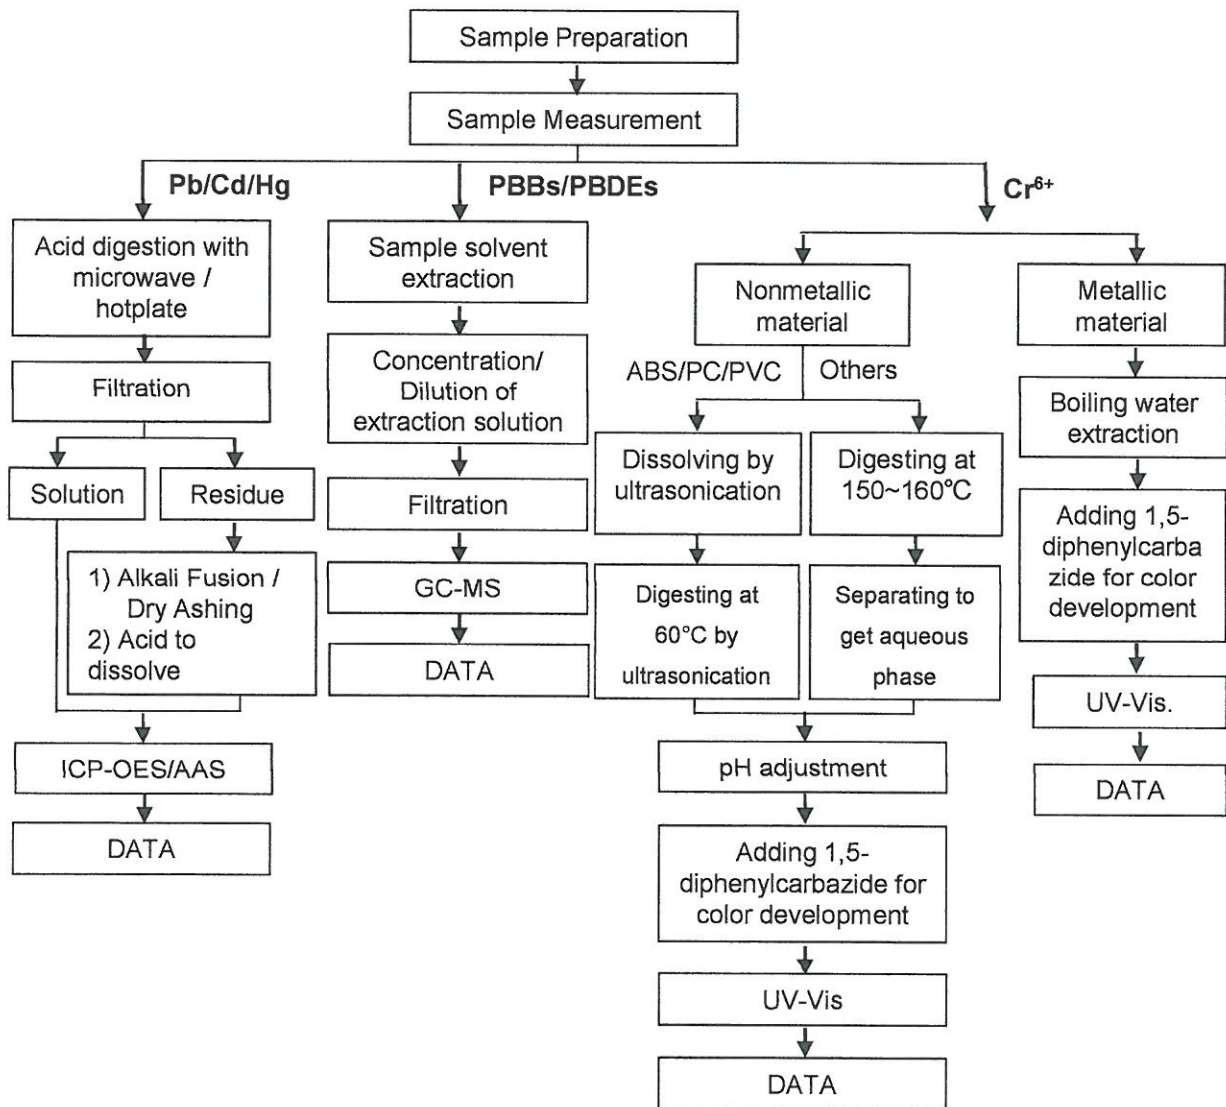 Sample Preparation
Sample Measurement
Pb/Cd/Hg
Acid digestion with
microwave /
hotplate
Filtration
Solution
Residue
1) Alkali Fusion /
Dry Ashing
2) Acid to
dissolve
ICP-OES/AAS
DATA
PBBs/PBDEs
Sample solvent
extraction
Concentration/
Dilution of
extraction solution
Filtration
GC-MS
DATA
Cr⁶⁺
Nonmetallic
material
ABS/PC/PVC
Others
Dissolving by
ultrasonication
Digesting at
60°C by
ultrasonication
Digesting at
150~160°C
Separating to
get aqueous
phase
pH adjustment
Adding 1,5-
diphenylcarbazide for
color development
UV-Vis
DATA
Metallic
material
Boiling water
extraction
Adding 1,5-
diphenylcarba
zide for color
development
UV-Vis.
DATA